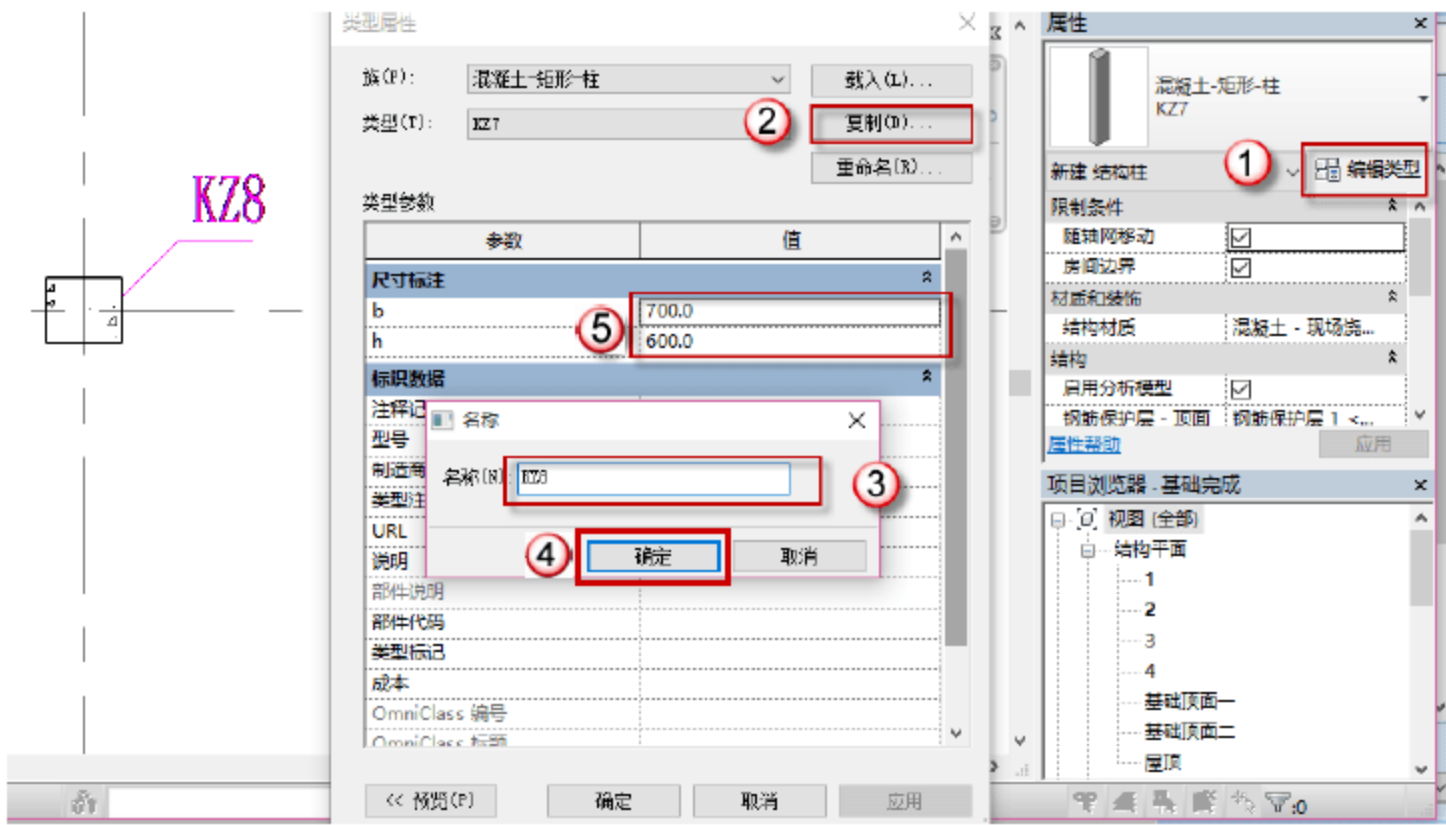 KZ8
类型属性
族(F):
混凝土-矩形-柱
载入(L)...
类型(T):
KZ7
②
复制(D)...
重命名(R)...
类型参数
参数
值
尺寸标注
b
700.0
⑤
h
600.0
标识数据
注释记
型号
制造商
类型注
URL
说明
部件说明
部件代码
类型标记
成本
OmniClass 编号
OmniClass 标题
名称
名称(N):
KZ8
③
④
确定
取消
<< 预览(P)
确定
取消
应用
属性
混凝土-矩形-柱
KZ7
新建 结构柱
①
编辑类型
限制条件
随轴网移动
房间边界
材质和装饰
结构材质
混凝土 - 现场浇...
结构
启用分析模型
钢筋保护层 - 顶面
钢筋保护层 1 <...
属性帮助
应用
项目浏览器 - 基础完成
视图 (全部)
结构平面
1
2
3
4
基础顶面一
基础顶面二
屋顶
:0